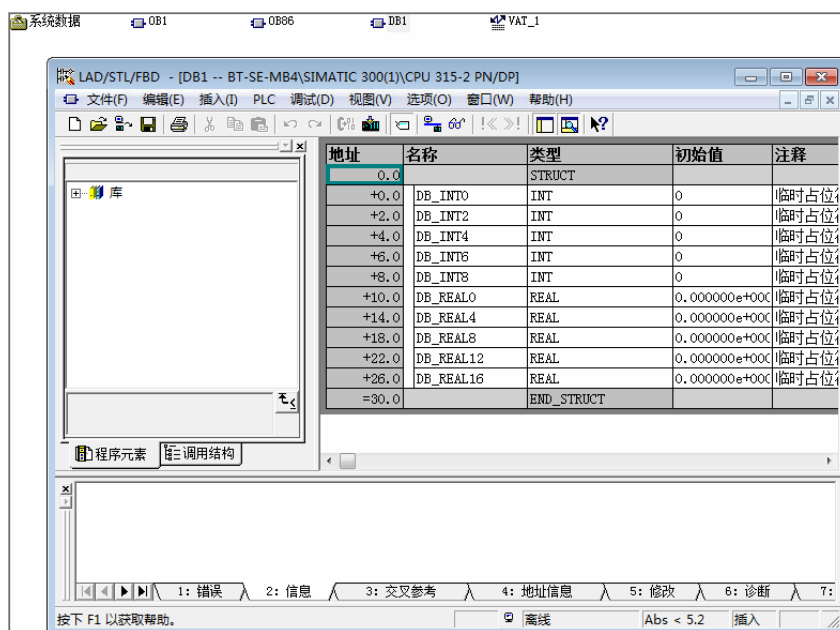 系统数据 OB1 OB86 DB1 VAT_1
LAD/STL/FBD - [DB1 -- BT-SE-MB4\SIMATIC 300(1)\CPU 315-2 PN/DP]
文件(F) 编辑(E) 插入(I) PLC 调试(D) 视图(V) 选项(O) 窗口(W) 帮助(H)
库
程序元素 调用结构
地址 名称 类型 初始值 注释
0.0 STRUCT
+0.0 DB_INT0 INT 0 临时占位
+2.0 DB_INT2 INT 0 临时占位
+4.0 DB_INT4 INT 0 临时占位
+6.0 DB_INT6 INT 0 临时占位
+8.0 DB_INT8 INT 0 临时占位
+10.0 DB_REAL0 REAL 0.000000e+00 临时占位
+14.0 DB_REAL4 REAL 0.000000e+00 临时占位
+18.0 DB_REAL8 REAL 0.000000e+00 临时占位
+22.0 DB_REAL12 REAL 0.000000e+00 临时占位
+26.0 DB_REAL16 REAL 0.000000e+00 临时占位
=30.0 END_STRUCT
1: 错误 2: 信息 3: 交叉参考 4: 地址信息 5: 修改 6: 诊断 7:
按下 F1 以获取帮助。 离线 Abs < 5.2 插入